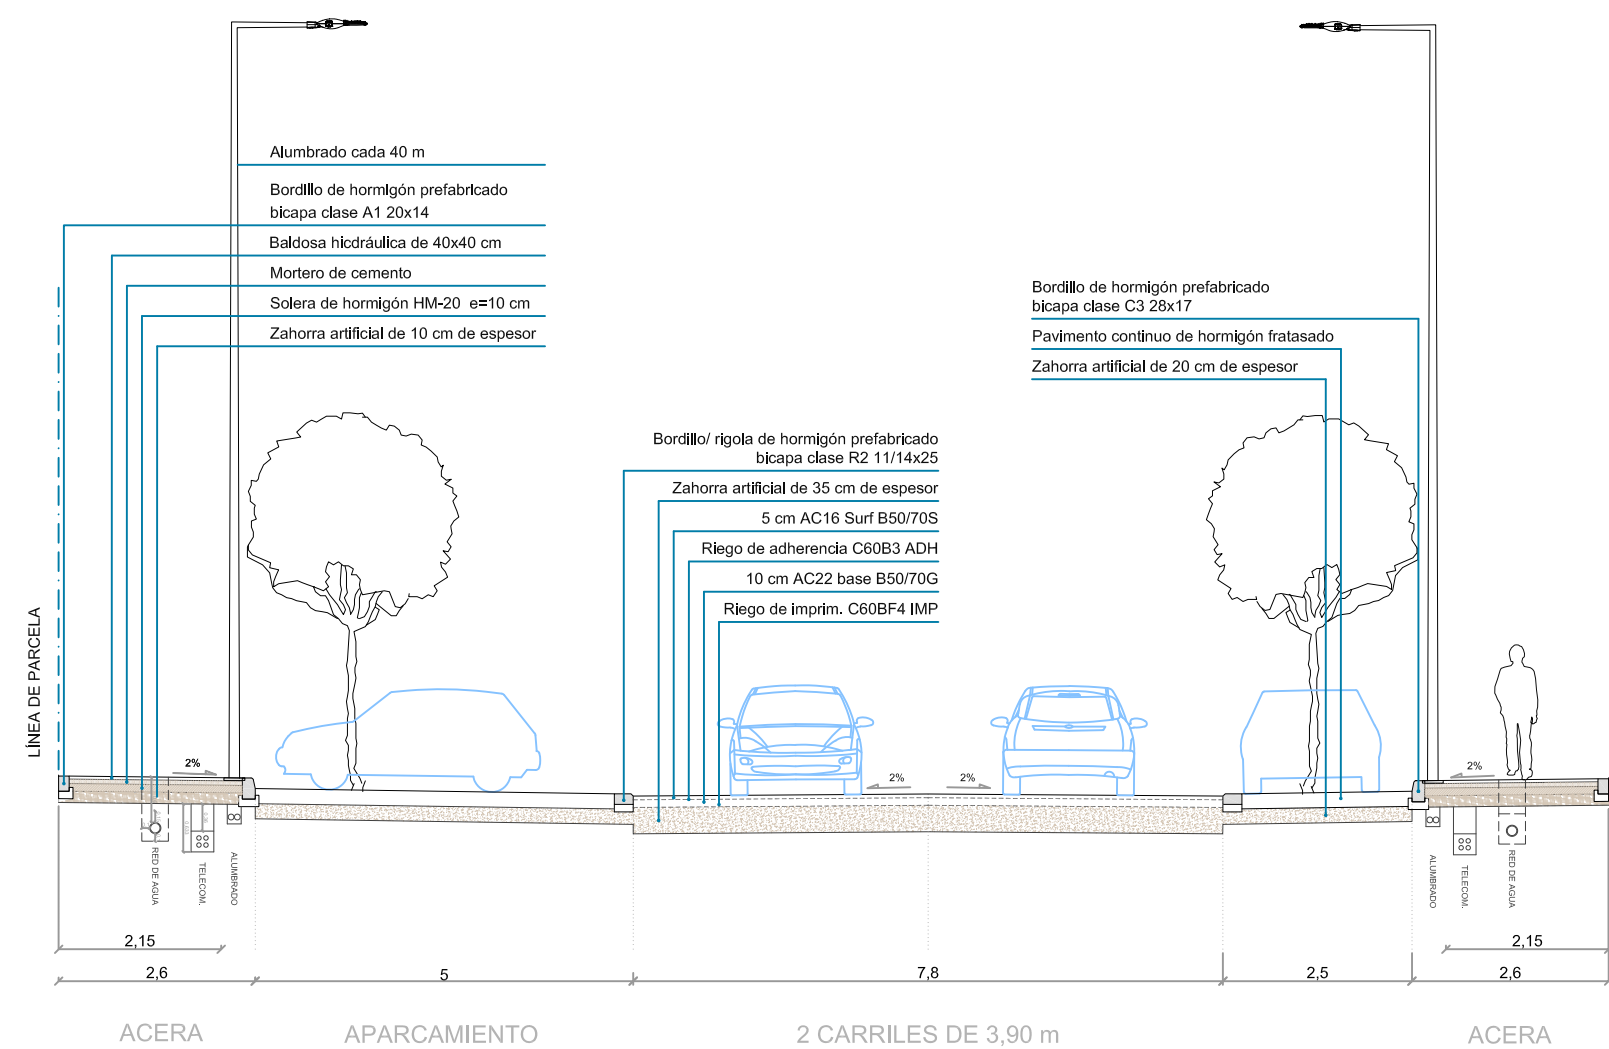 Alumbrado cada 40 m
Bordillo de hormigón prefabricado
bicapa clase A1 20x14
Baldosa hicdráulica de 40x40 cm
Mortero de cemento
Solera de hormigón HM-20 e=10 cm
Zahorra artificial de 10 cm de espesor
Bordillo de hormigón prefabricado
bicapa clase C3 28x17
Pavimento continuo de hormigón fratasado
Zahorra artificial de 20 cm de espesor
Bordillo/ rigola de hormigón prefabricado
bicapa clase R2 11/14x25
Zahorra artificial de 35 cm de espesor
5 cm AC16 Surf B50/70S
Riego de adherencia C60B3 ADH
10 cm AC22 base B50/70G
Riego de imprim. C60BF4 IMP
LÍNEA DE PARCELA
2%
2%
2%
2%
RED DE AGUA
TELECOM.
ALUMBRADO
ALUMBRADO
TELECOM.
RED DE AGUA
2,15
2,15
2,6
5
7,8
2,5
2,6
ACERA
APARCAMIENTO
2 CARRILES DE 3,90 m
ACERA